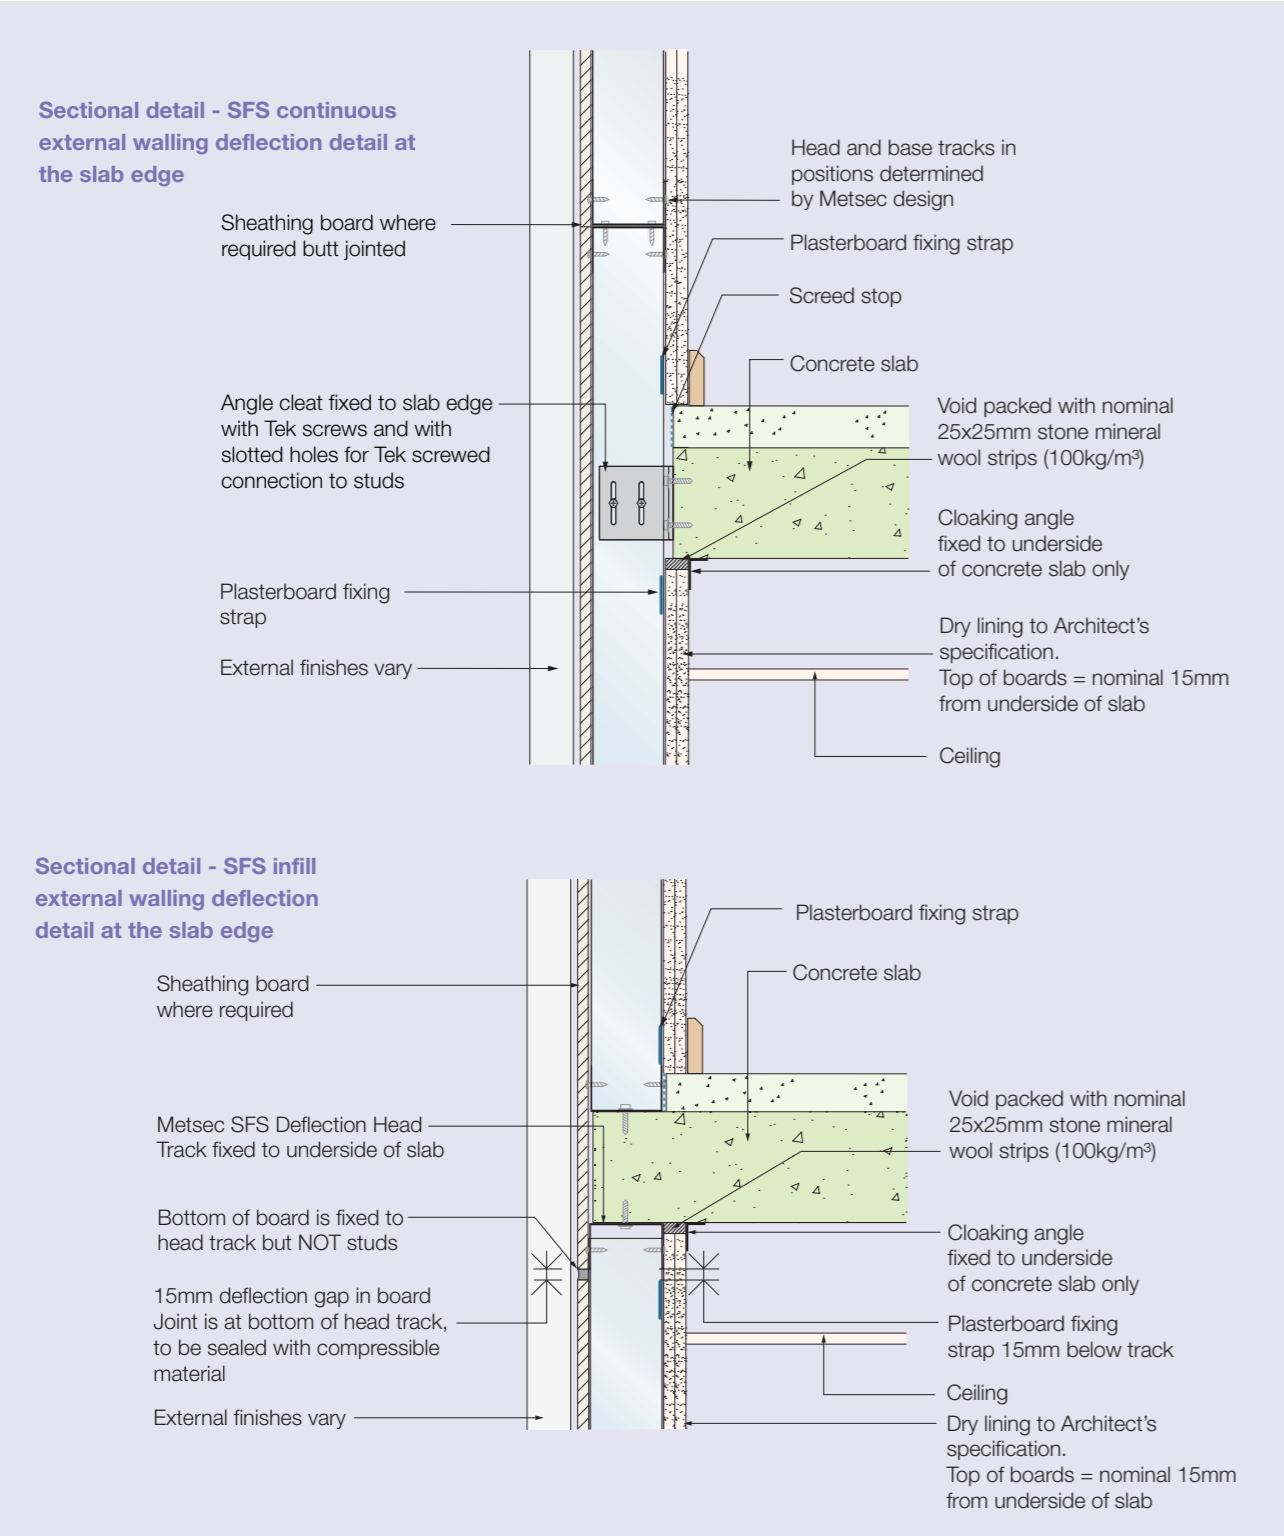 Sectional detail - SFS continuous
external walling deflection detail at
the slab edge
Head and base tracks in
positions determined
by Metsec design
Sheathing board where
required butt jointed
Plasterboard fixing strap
Screed stop
Concrete slab
Angle cleat fixed to slab edge
with Tek screws and with
slotted holes for Tek screwed
connection to studs
Void packed with nominal
25x25mm stone mineral
wool strips (100kg/m³)
Cloaking angle
fixed to underside
of concrete slab only
Plasterboard fixing
strap
Dry lining to Architect's
specification.
Top of boards = nominal 15mm
from underside of slab
External finishes vary
Ceiling
Sectional detail - SFS infill
external walling deflection
detail at the slab edge
Plasterboard fixing strap
Sheathing board
where required
Concrete slab
Void packed with nominal
25x25mm stone mineral
wool strips (100kg/m³)
Metsec SFS Deflection Head
Track fixed to underside of slab
Bottom of board is fixed to
head track but NOT studs
Cloaking angle
fixed to underside
of concrete slab only
15mm deflection gap in board
Joint is at bottom of head track,
to be sealed with compressible
material
Plasterboard fixing
strap 15mm below track
Ceiling
External finishes vary
Dry lining to Architect's
specification.
Top of boards = nominal 15mm
from underside of slab